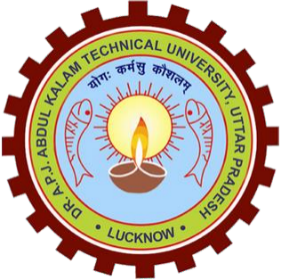 DR. A.P.J. ABDUL KALAM TECHNICAL UNIVERSITY, UTTAR PRADESH
योगः कर्मसु कौशलम्
• LUCKNOW •